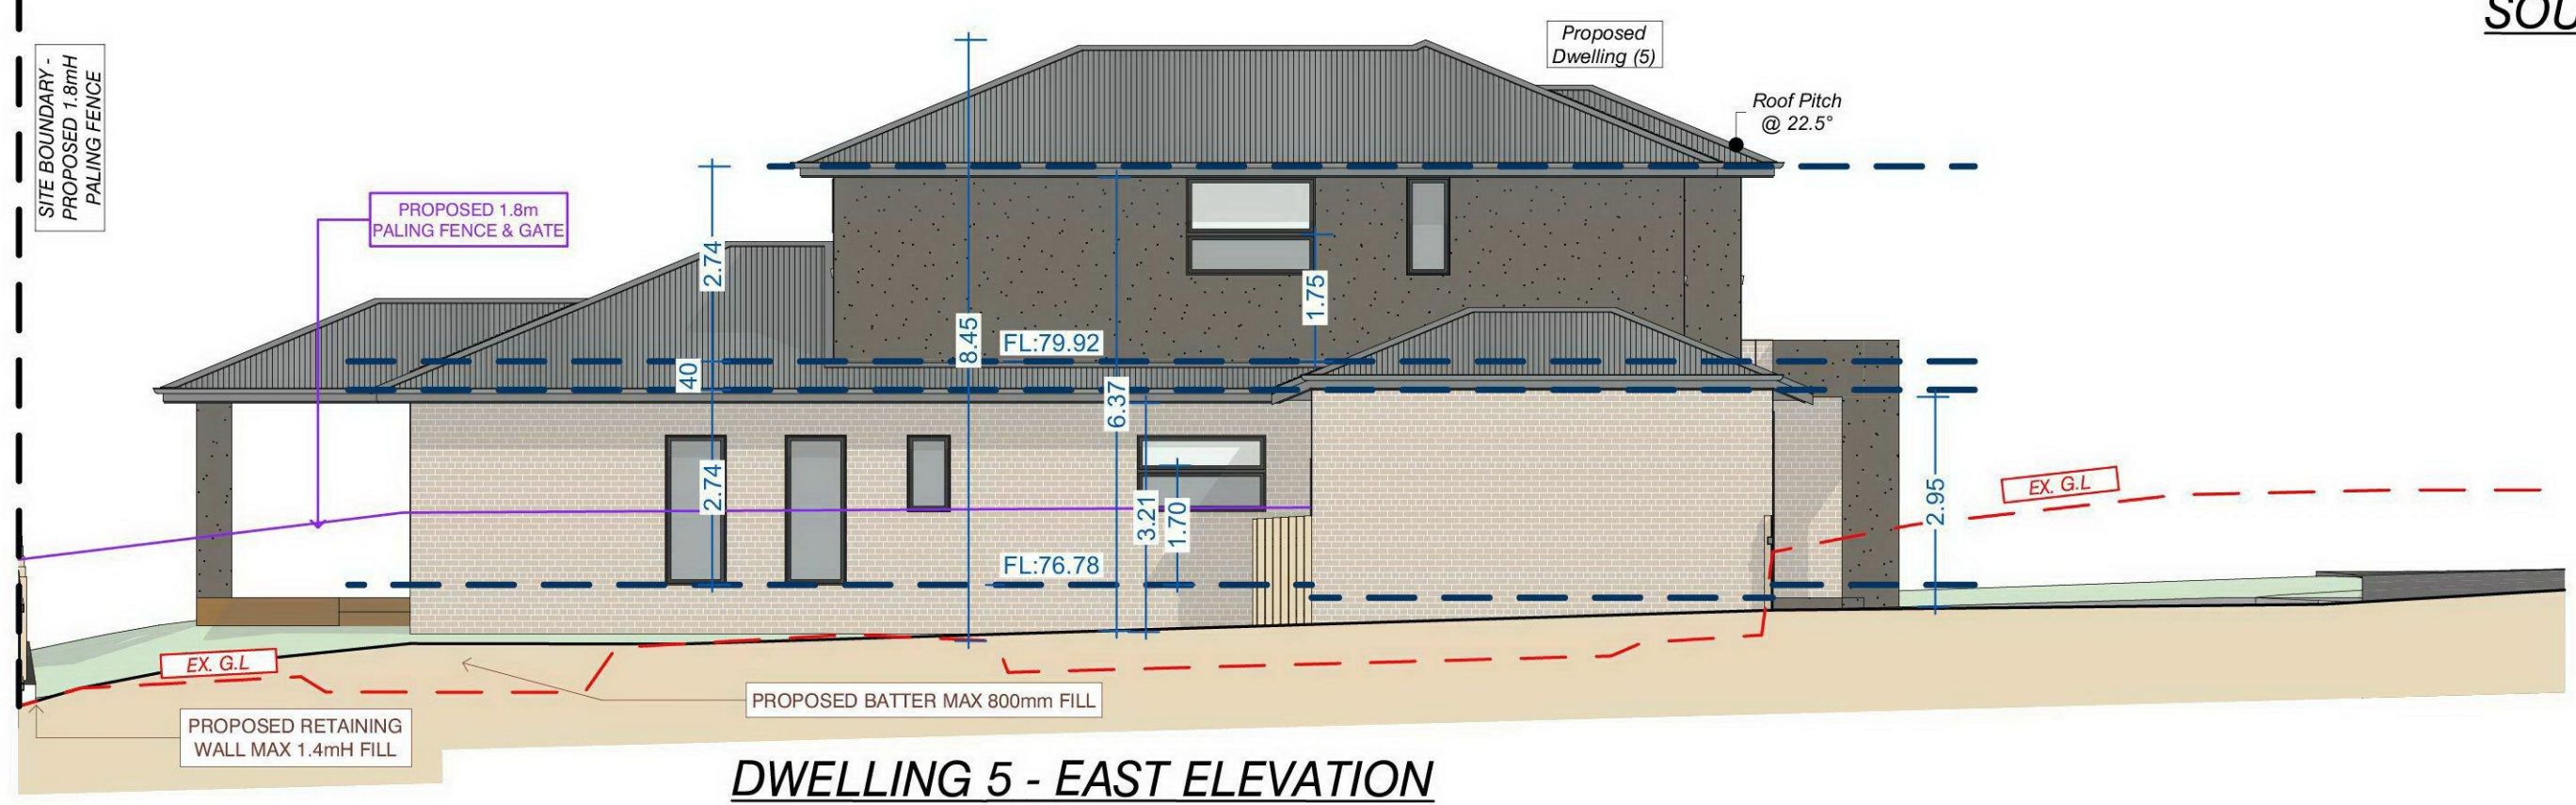 SOU
SITE BOUNDARY -
PROPOSED 1.8mH
PALING FENCE
Proposed
Dwelling (5)
Roof Pitch
@ 22.5°
PROPOSED 1.8m
PALING FENCE & GATE
2.74
8.45
1.75
FL:79.92
40
6.37
2.74
3.21
1.70
2.95
EX. G.L
FL:76.78
EX. G.L
PROPOSED BATTER MAX 800mm FILL
PROPOSED RETAINING
WALL MAX 1.4mH FILL
DWELLING 5 - EAST ELEVATION